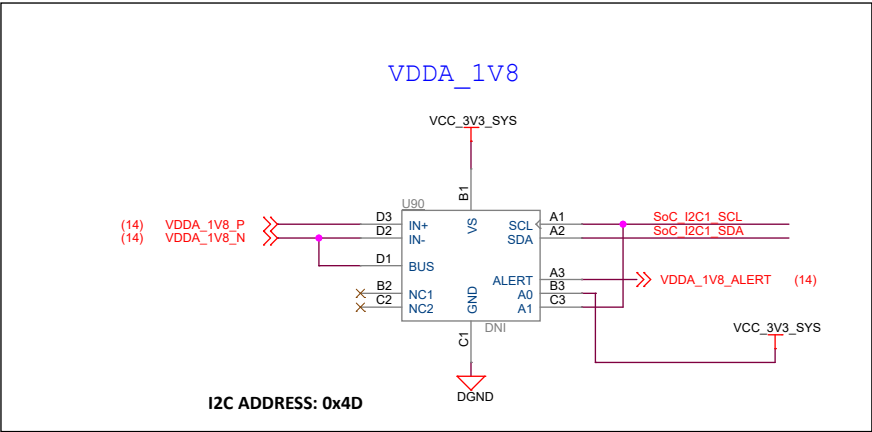 VDDA_1V8
VCC_3V3_SYS
B1
U90
VS
(14) VDDA_1V8_P D3 IN+ SCL A1 SoC_I2C1_SCL
(14) VDDA_1V8_N D2 IN- SDA A2 SoC_I2C1_SDA
D1 BUS
ALERT A3 VDDA_1V8_ALERT (14)
B2 NC1 A0 B3
C2 NC2 A1 C3
GND
DNI
C1
VCC_3V3_SYS
DGND
I2C ADDRESS: 0x4D